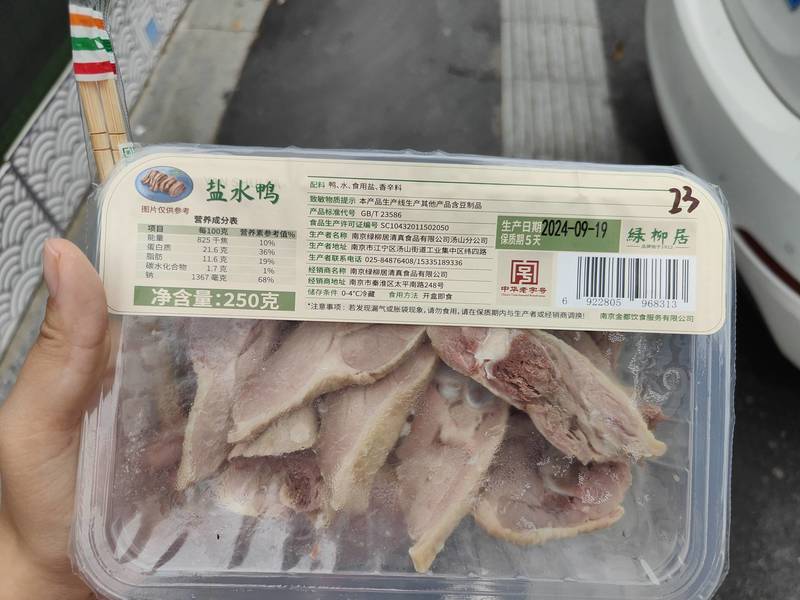 盐水鸭
图片仅供参考
营养成分表
项目 每100克 营养素参考值%
能量 825 千焦 10%
蛋白质 21.6 克 36%
脂肪 11.6 克 19%
碳水化合物 1.7 克 1%
钠 1367 毫克 68%
净含量:250克
配料 鸭、水、食用盐、香辛料
致敏物质提示 本产品生产线生产其他产品含豆制品
产品标准代号 GB/T 23586
食品生产许可证编号 SC10432011502050
生产者名称 南京绿柳居清真食品有限公司汤山分公司
生产者地址 南京市江宁区汤山街道工业集中区纬四路
生产者联系电话 025-84876408/15335189336
经销商名称 南京绿柳居清真食品有限公司
经销商地址 南京市秦淮区太平南路248号
储存条件 0-4℃冷藏 食用方法 开盒即食
*注意事项:若发现漏气或胀袋现象,请勿食用,请在保质期内与生产者或经销商调换!
生产日期 2024-09-19
保质期 5天
中华老字号
23
绿柳居
6 922805 968313
南京金都饮食服务有限公司